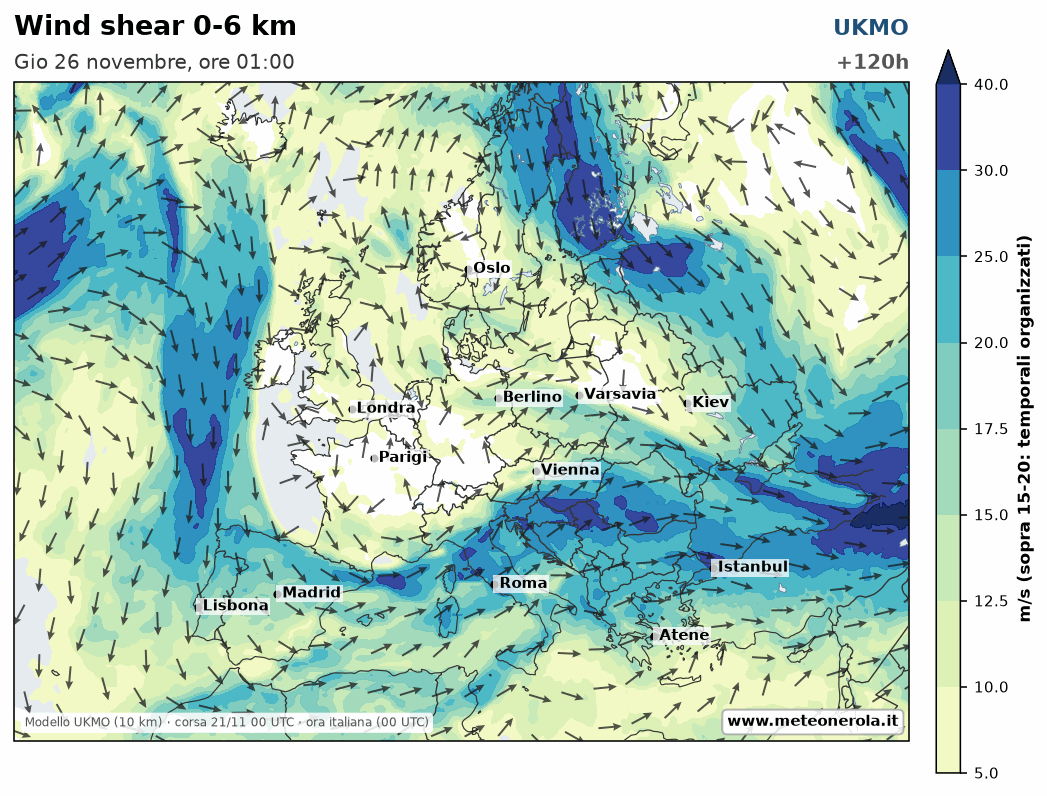 Wind shear 0-6 km
UKMO
Gio 26 novembre, ore 01:00
+120h
40.0
30.0
25.0
20.0
17.5
15.0
12.5
10.0
5.0
m/s (sopra 15-20: temporali organizzati)
Oslo
Berlino
Varsavia
Kiev
Londra
Parigi
Vienna
Istanbul
Roma
Madrid
Lisbona
Atene
Modello UKMO (10 km) · corsa 21/11 00 UTC · ora italiana (00 UTC)
www.meteonerola.it